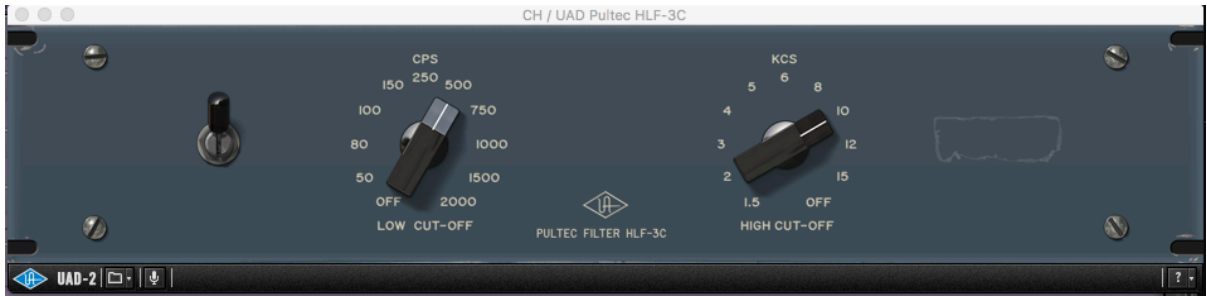 CH / UAD Pultec HLF-3C
CPS
OFF 50 80 100 150 250 500 750 1000 1500 2000
LOW CUT-OFF
UA
PULTEC FILTER HLF-3C
KCS
1.5 2 3 4 5 6 8 10 12 15 OFF
HIGH CUT-OFF
UA UAD-2
?